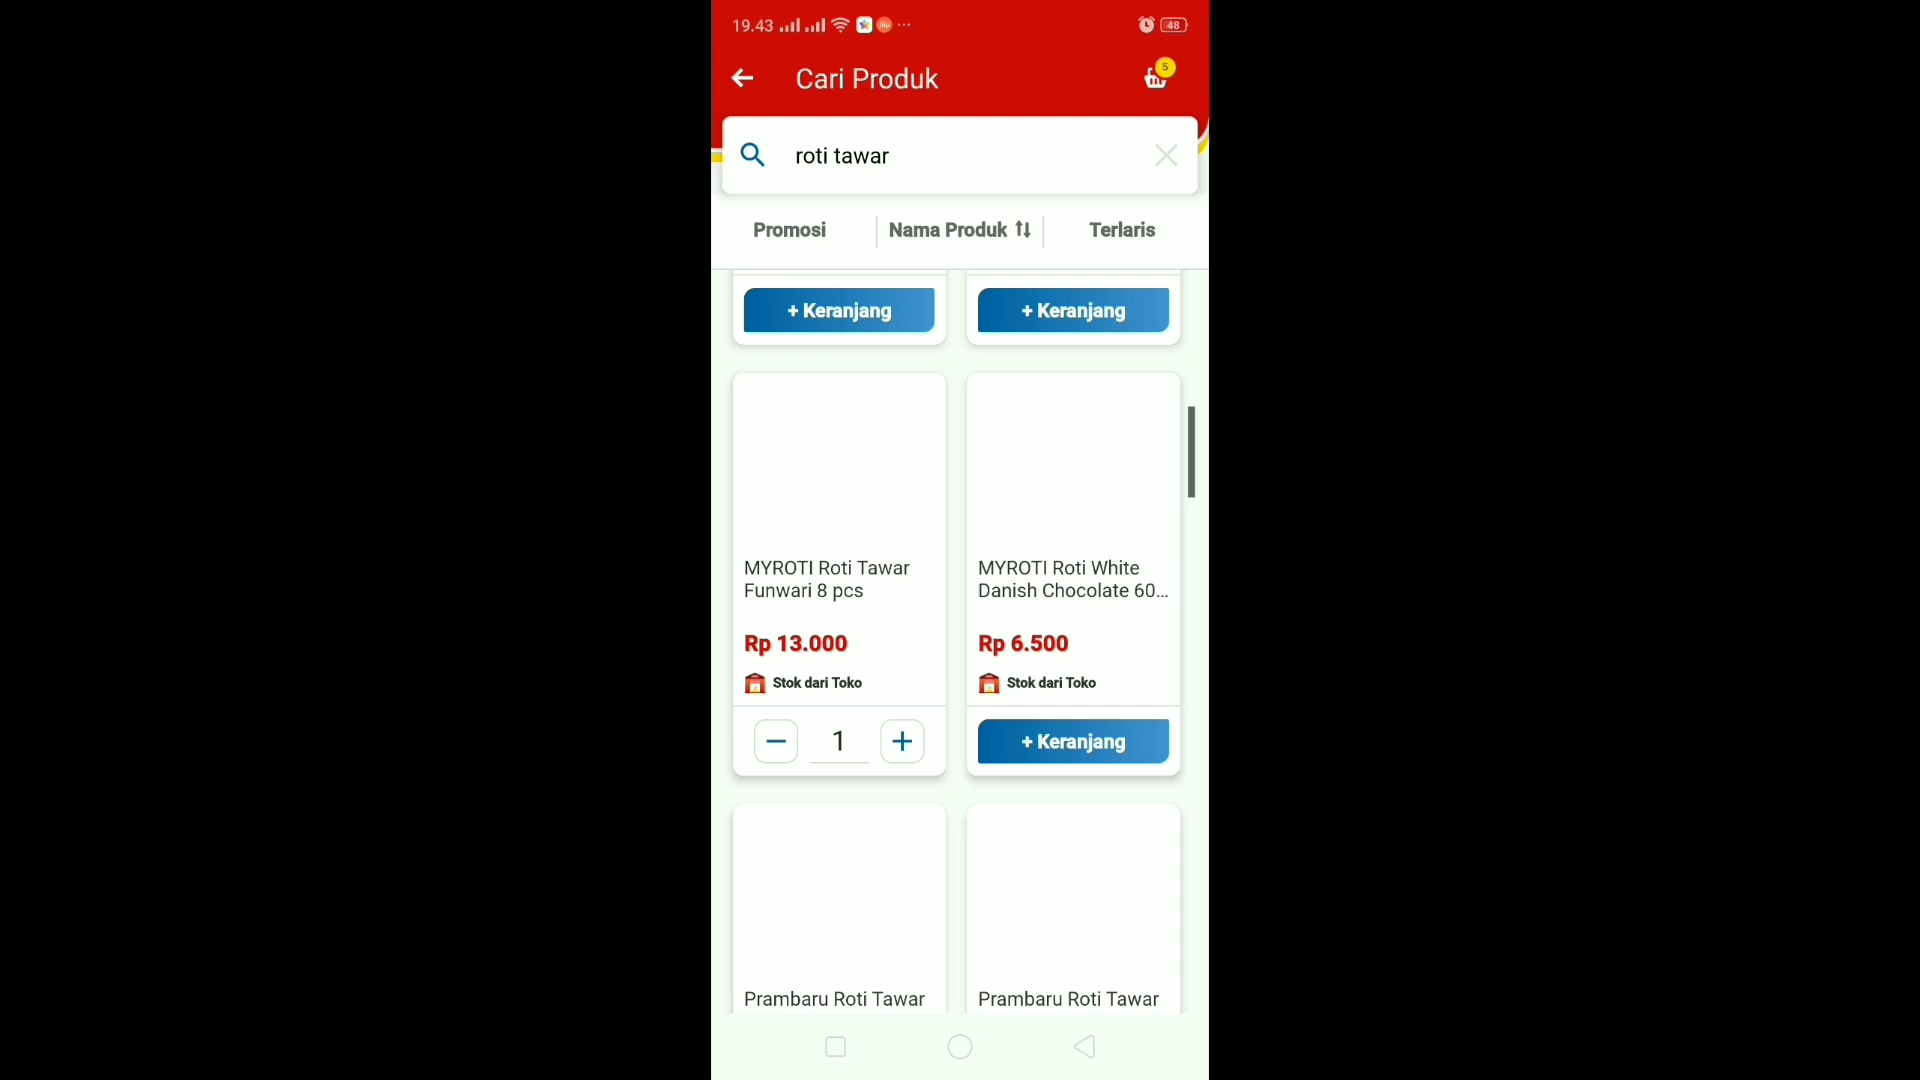 19.43
48
Cari Produk
5
roti tawar
Promosi
Nama Produk
Terlaris
+ Keranjang
+ Keranjang
MYROTI Roti Tawar
Funwari 8 pcs
Rp 13.000
Stok dari Toko
1
MYROTI Roti White
Danish Chocolate 60...
Rp 6.500
Stok dari Toko
+ Keranjang
Prambaru Roti Tawar
Prambaru Roti Tawar